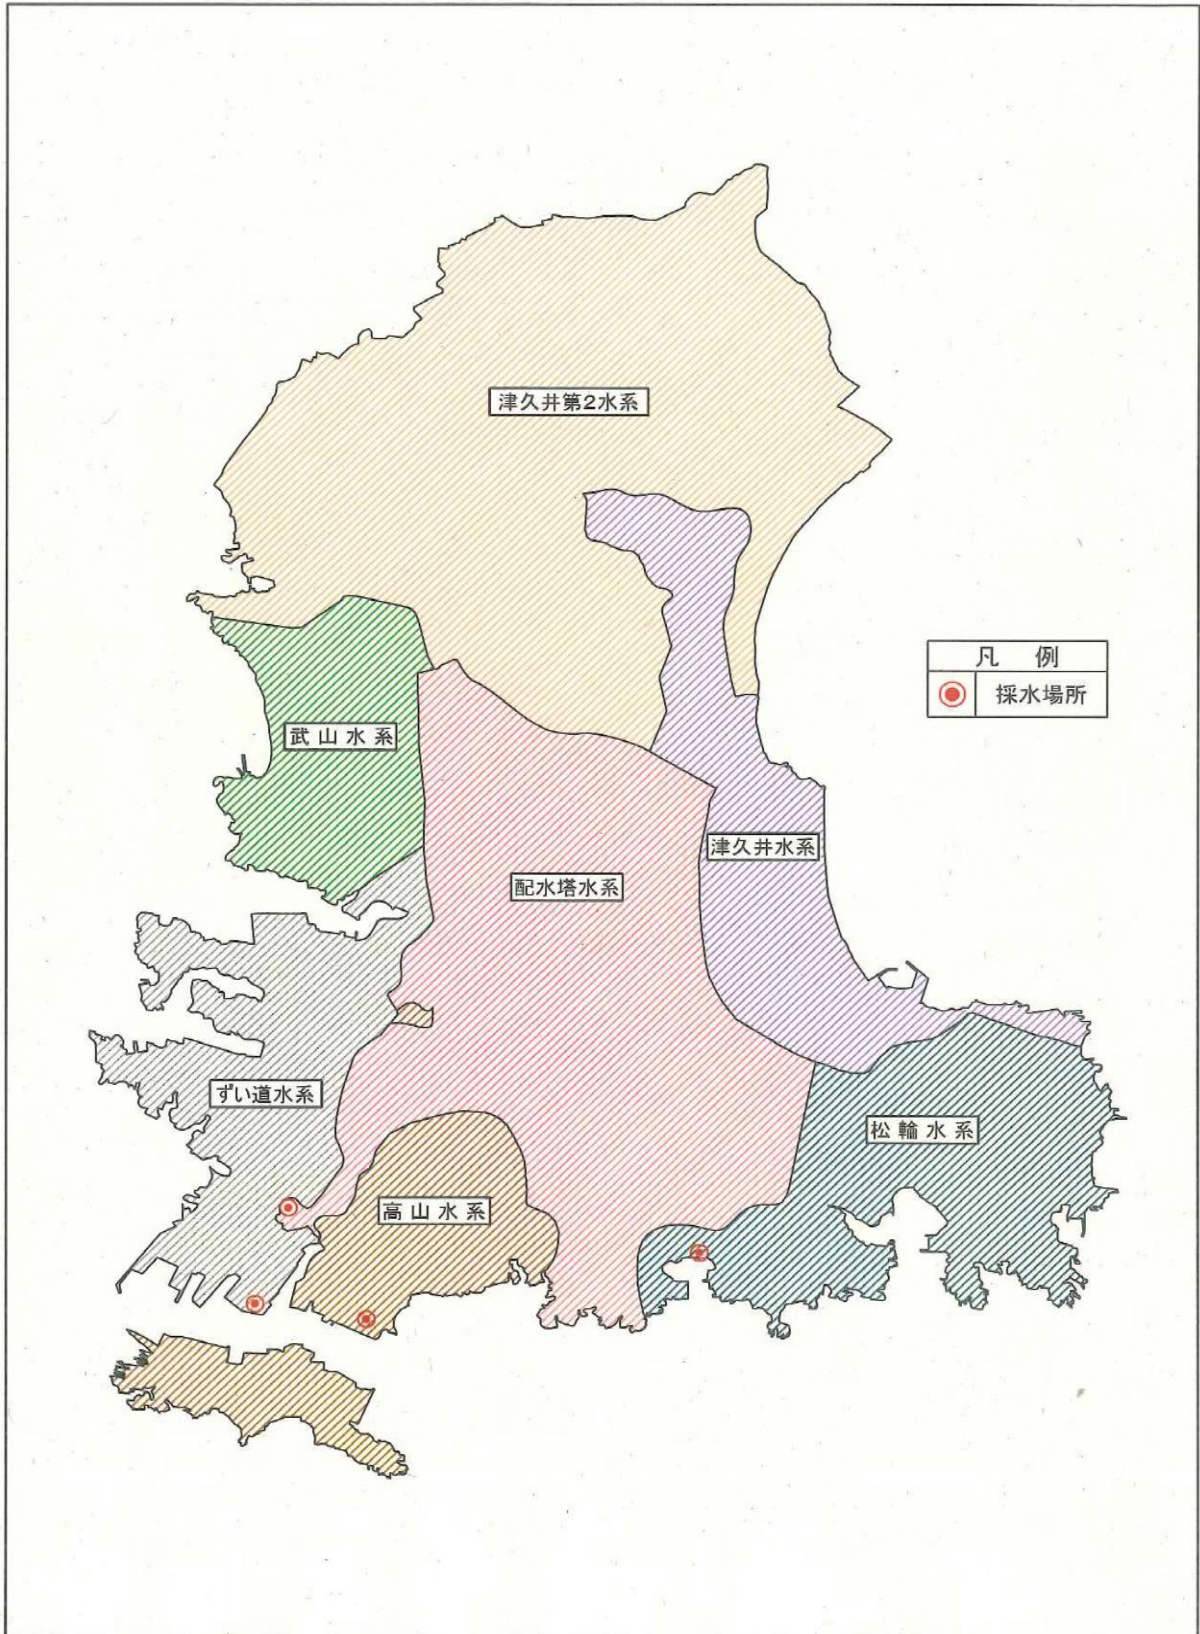 津久井第2水系
凡 例
採水場所
武山水系
津久井水系
配水塔水系
ずい道水系
松輪水系
高山水系